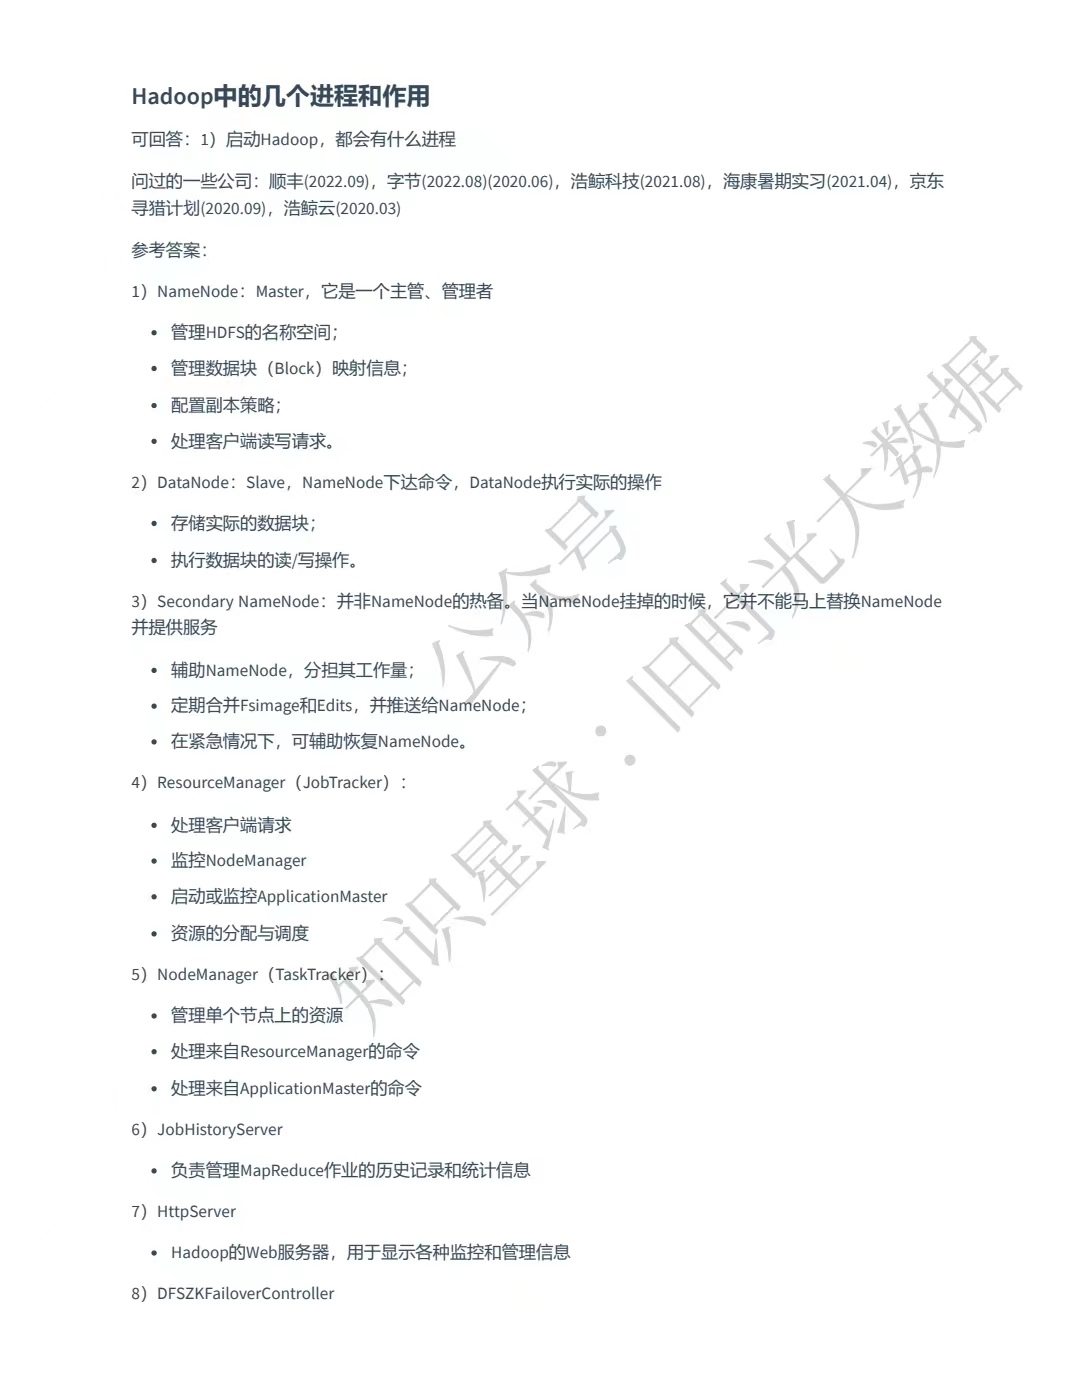 Hadoop中的几个进程和作用
可回答：1）启动Hadoop，都会有什么进程
问过的一些公司：顺丰(2022.09)，字节(2022.08)(2020.06)，浩鲸科技(2021.08)，海康暑期实习(2021.04)，京东
寻猎计划(2020.09)，浩鲸云(2020.03)
参考答案：
1）NameNode：Master，它是一个主管、管理者
• 管理HDFS的名称空间；
• 管理数据块（Block）映射信息；
• 配置副本策略；
• 处理客户端读写请求。
2）DataNode：Slave，NameNode下达命令，DataNode执行实际的操作
• 存储实际的数据块；
• 执行数据块的读/写操作。
3）Secondary NameNode：并非NameNode的热备。当NameNode挂掉的时候，它并不能马上替换NameNode
并提供服务
• 辅助NameNode，分担其工作量；
• 定期合并Fsimage和Edits，并推送给NameNode；
• 在紧急情况下，可辅助恢复NameNode。
4）ResourceManager（JobTracker）：
• 处理客户端请求
• 监控NodeManager
• 启动或监控ApplicationMaster
• 资源的分配与调度
5）NodeManager（TaskTracker）：
• 管理单个节点上的资源
• 处理来自ResourceManager的命令
• 处理来自ApplicationMaster的命令
6）JobHistoryServer
• 负责管理MapReduce作业的历史记录和统计信息
7）HttpServer
• Hadoop的Web服务器，用于显示各种监控和管理信息
8）DFSZKFailoverController
公众号
知识星球：旧时光大数据